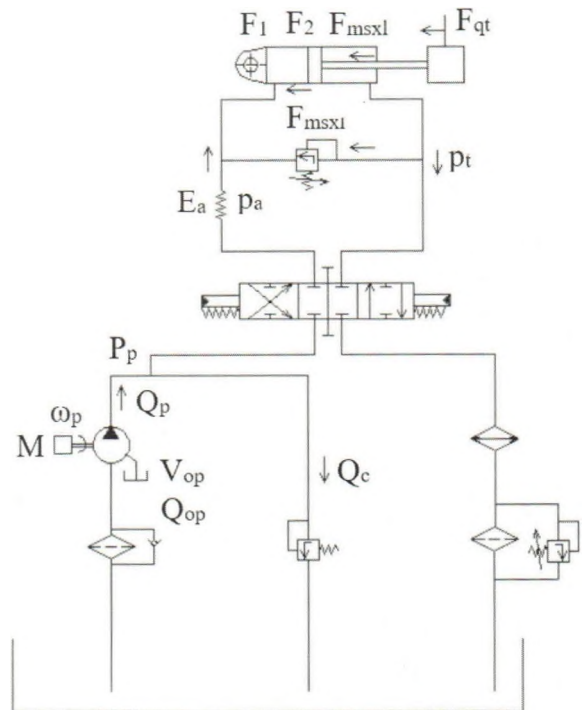 F₁ F₂ Fmsxl Fqt
Fmsxl
pt
Ea pa
Pp
ωp Qp
M
Vop Qc
Qop